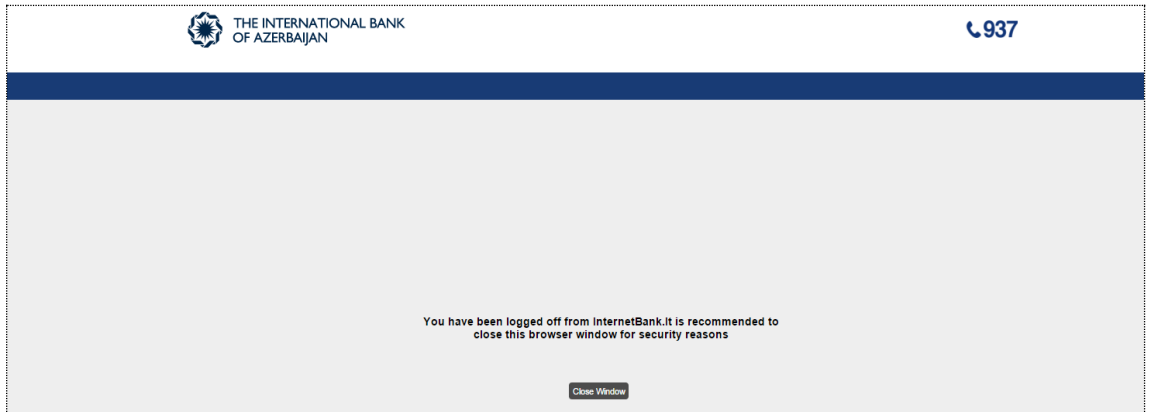 THE INTERNATIONAL BANK
OF AZERBAIJAN
937
You have been logged off from InternetBank.It is recommended to
close this browser window for security reasons
Close Window